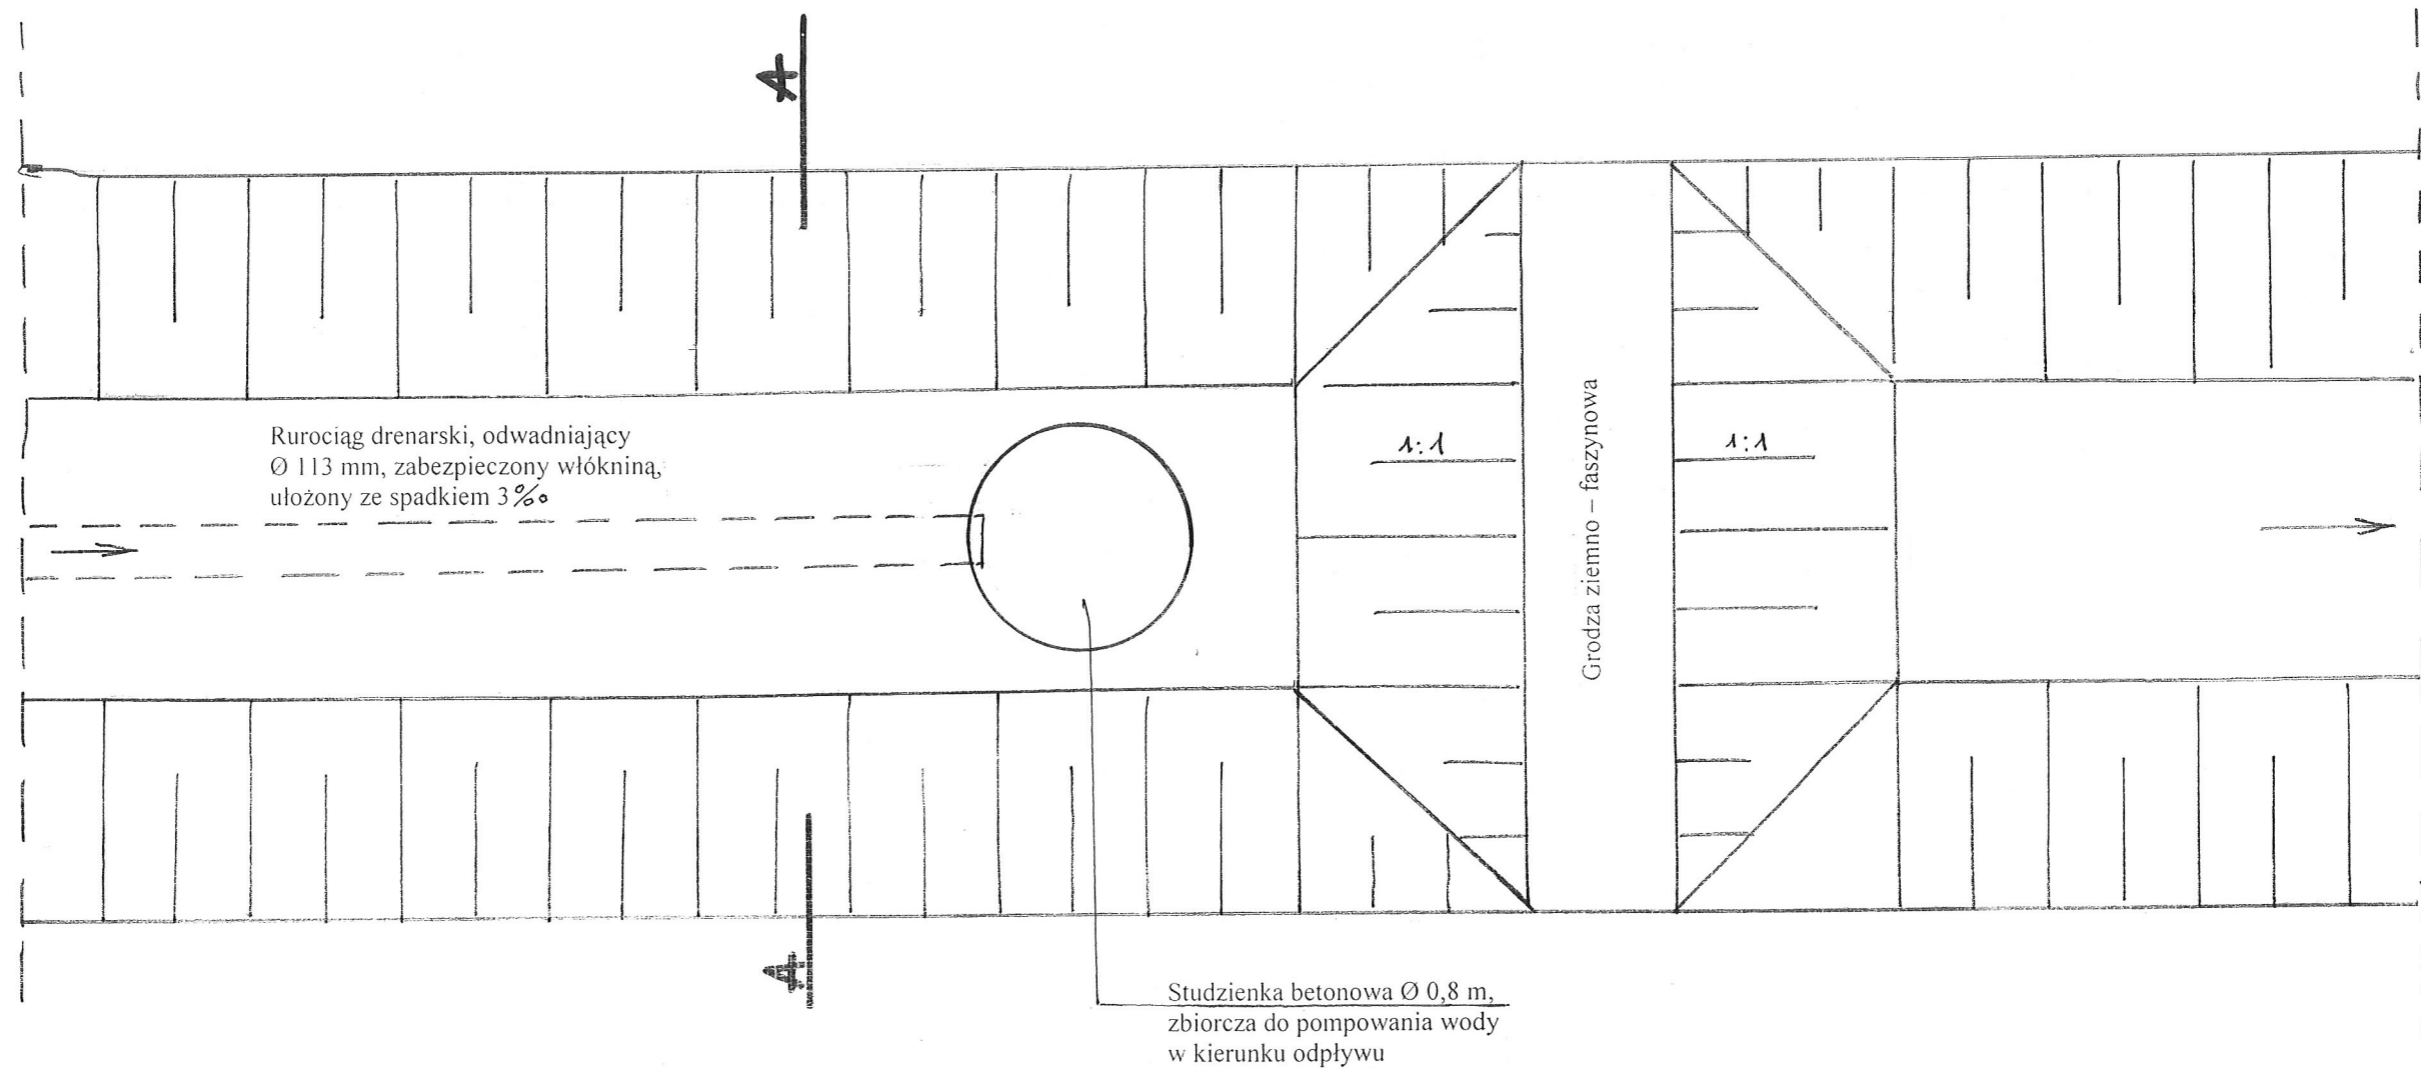 A
Rurociąg drenarski, odwadniający
Ø 113 mm, zabezpieczony włókniną,
ułożony ze spadkiem 3‰
1:1
Grodza ziemno – faszynowa
1:1
A
Studzienka betonowa Ø 0,8 m,
zbiorcza do pompowania wody
w kierunku odpływu